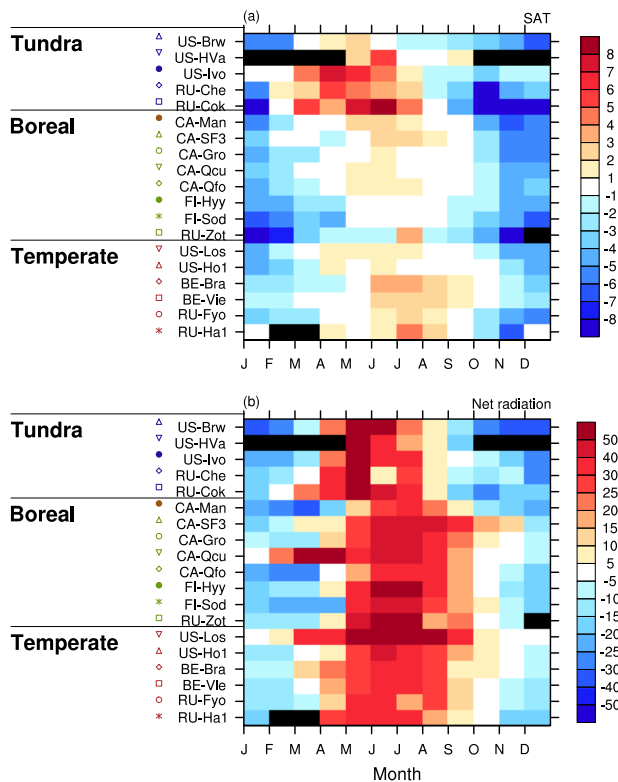 (a) SAT
Tundra
US-Brw
US-HVa
US-Ivo
RU-Che
RU-Cok
Boreal
CA-Man
CA-SF3
CA-Gro
CA-Qcu
CA-Qfo
FI-Hyy
FI-Sod
RU-Zot
Temperate
US-Los
US-Ho1
BE-Bra
BE-Vie
RU-Fyo
RU-Ha1
J F M A M J J A S O N D
8
7
6
5
4
3
2
1
-1
-2
-3
-4
-5
-6
-7
-8
(b) Net radiation
Tundra
US-Brw
US-HVa
US-Ivo
RU-Che
RU-Cok
Boreal
CA-Man
CA-SF3
CA-Gro
CA-Qcu
CA-Qfo
FI-Hyy
FI-Sod
RU-Zot
Temperate
US-Los
US-Ho1
BE-Bra
BE-VIe
RU-Fyo
RU-Ha1
J F M A M J J A S O N D
Month
50
40
30
25
20
15
10
5
-5
-10
-15
-20
-25
-30
-40
-50